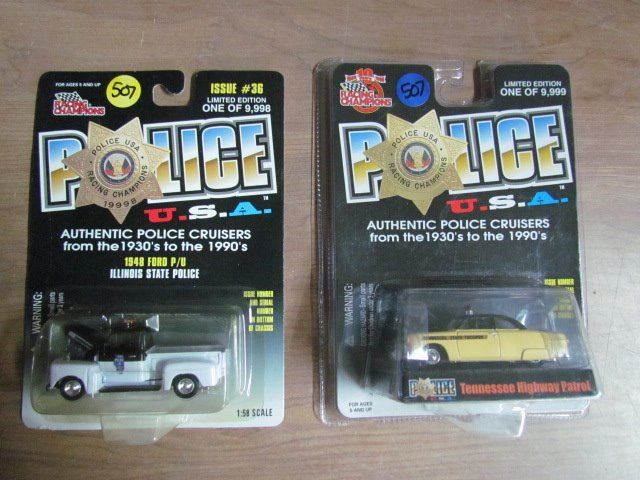 FOR AGES 5 AND UP
507
ISSUE #36
RACING CHAMPIONS
LIMITED EDITION
ONE OF 9,998
POLICE
POLICE USA
RACING CHAMPIONS
19998
U.S.A.
AUTHENTIC POLICE CRUISERS
from the 1930's to the 1990's
1948 FORD P/U
ILLINOIS STATE POLICE
WARNING:
ISSUE NUMBER
AND SERIAL
NUMBER
ON BOTTOM
OF CHASSIS
1:58 SCALE
RACING CHAMPIONS
507
LIMITED EDITION
ONE OF 9,999
POLICE
POLICE USA
RACING CHAMPIONS
U.S.A.
AUTHENTIC POLICE CRUISERS
from the 1930's to the 1990's
WARNING:
ISSUE NUMBER
FOR AGES
5 AND UP
POLICE
U.S.A.
Tennessee Highway Patrol